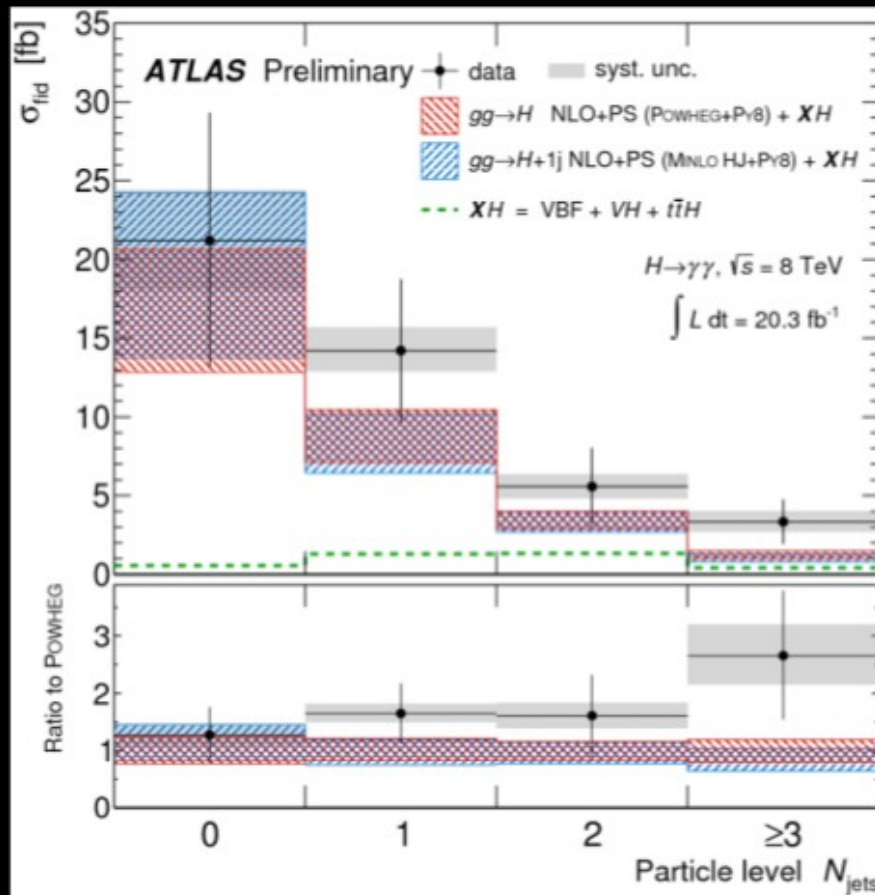 σfid [fb]
35
30
25
20
15
10
5
0
ATLAS Preliminary data syst. unc.
gg→H NLO+PS (POWHEG+PY8) + XH
gg→H+1j NLO+PS (MINLO HJ+PY8) + XH
XH = VBF + VH + tt̄H
H→γγ, √s = 8 TeV
∫ L dt = 20.3 fb⁻¹
Ratio to POWHEG
3
2
1
0
0 1 2 ≥3
Particle level Njets